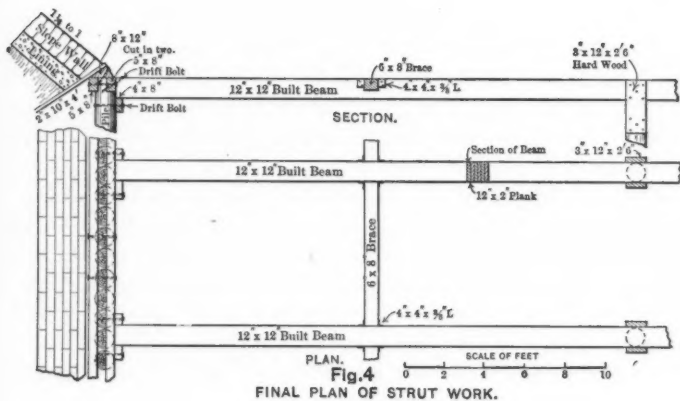 1½ to 1
Slope Wall
Lining
8"x 12"
Cut in two.
5"x 8"
Drift Bolt
4"x 8"
Drift Bolt
2"x 10 x 4'
5"x 8"
Pile
12"x 12" Built Beam
6"x 8" Brace
4"x 4"x ⅜" L
3"x 12"x 2'6"
Hard Wood
SECTION.
12"x 12" Built Beam
Section of Beam
12"x 2" Plank
3"x 12"x 2'6"
6 x 8 Brace
4"x 4"x ⅜" L
12"x 12" Built Beam
PLAN.
SCALE OF FEET
0 2 4 6 8 10
Fig.4
FINAL PLAN OF STRUT WORK.